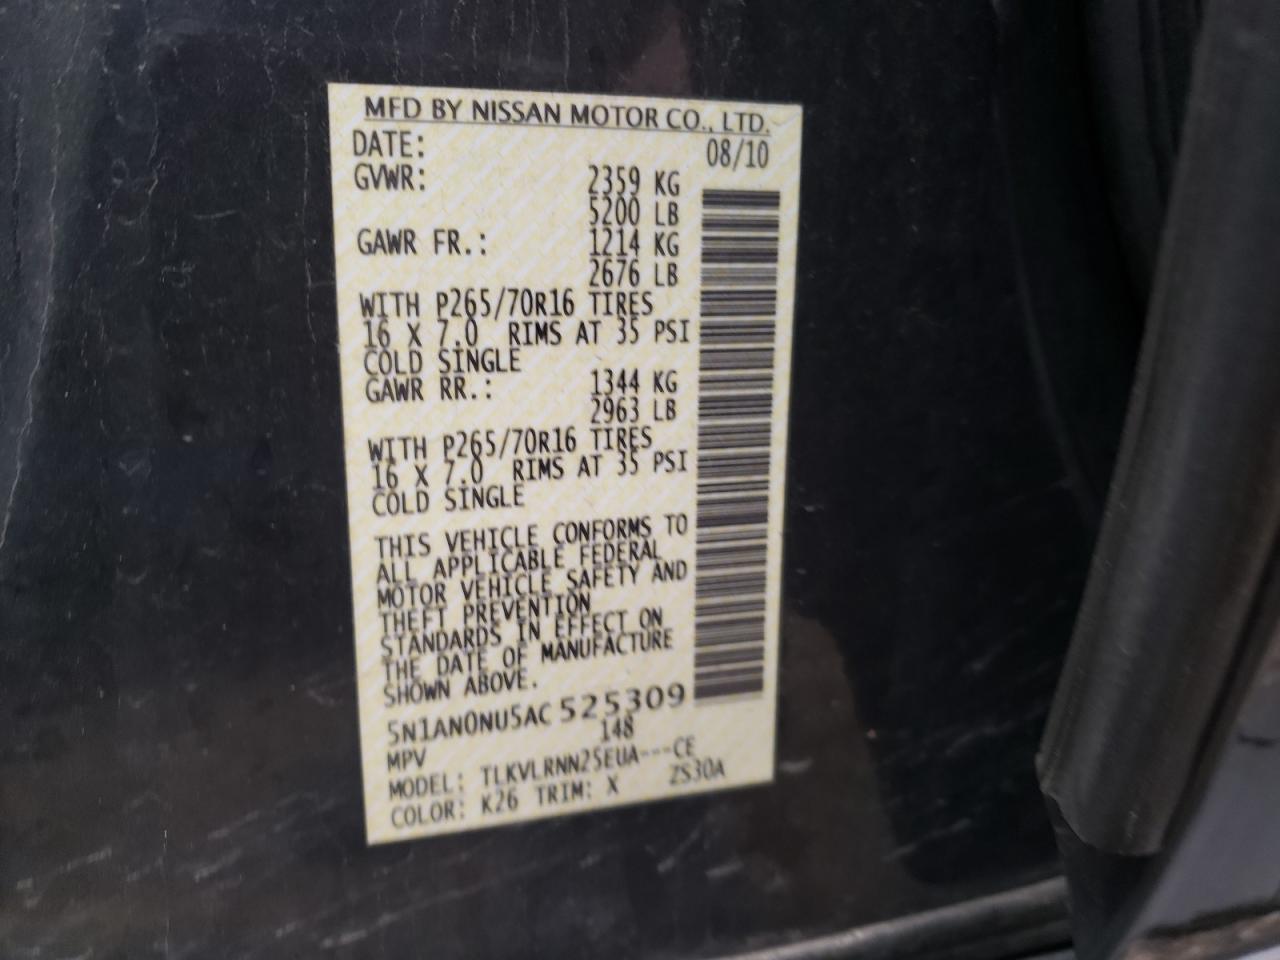 MFD BY NISSAN MOTOR CO., LTD.
DATE: 08/10
GVWR: 2359 KG
5200 LB
GAWR FR.: 1214 KG
2676 LB
WITH P265/70R16 TIRES
16 X 7.0 RIMS AT 35 PSI
COLD SINGLE
GAWR RR.: 1344 KG
2963 LB
WITH P265/70R16 TIRES
16 X 7.0 RIMS AT 35 PSI
COLD SINGLE
THIS VEHICLE CONFORMS TO
ALL APPLICABLE FEDERAL
MOTOR VEHICLE SAFETY AND
THEFT PREVENTION
STANDARDS IN EFFECT ON
THE DATE OF MANUFACTURE
SHOWN ABOVE.
5N1AN0NU5AC525309
148
MPV
MODEL: TLKVLRNN25EUA---CE
COLOR: K26 TRIM: X ZS30A